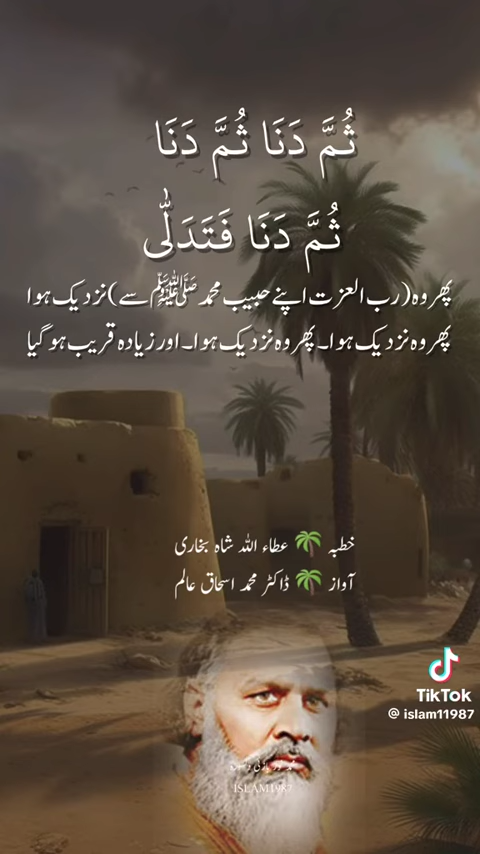 ثُمَّ دَنَا ثُمَّ دَنَا
ثُمَّ دَنَا فَتَدَلّٰى
پھر وہ (رب العزت اپنے حبیب محمد ﷺ سے) نزدیک ہوا
پھر وہ نزدیک ہوا۔ پھر وہ نزدیک ہوا۔ اور زیادہ قریب ہو گیا
خطبہ 🌴 عطاء اللہ شاہ بخاری
آواز 🌴 ڈاکٹر محمد اسحاق عالم
TikTok
@ islam11987
ISLAM1987